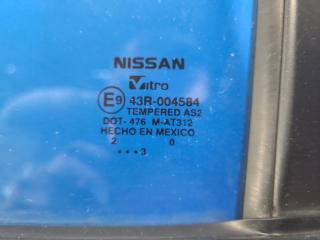 NISSAN
Vitro
E9 43R-004584
TEMPERED AS2
DOT-476 M-AT312
HECHO EN MEXICO
2 0
•••3